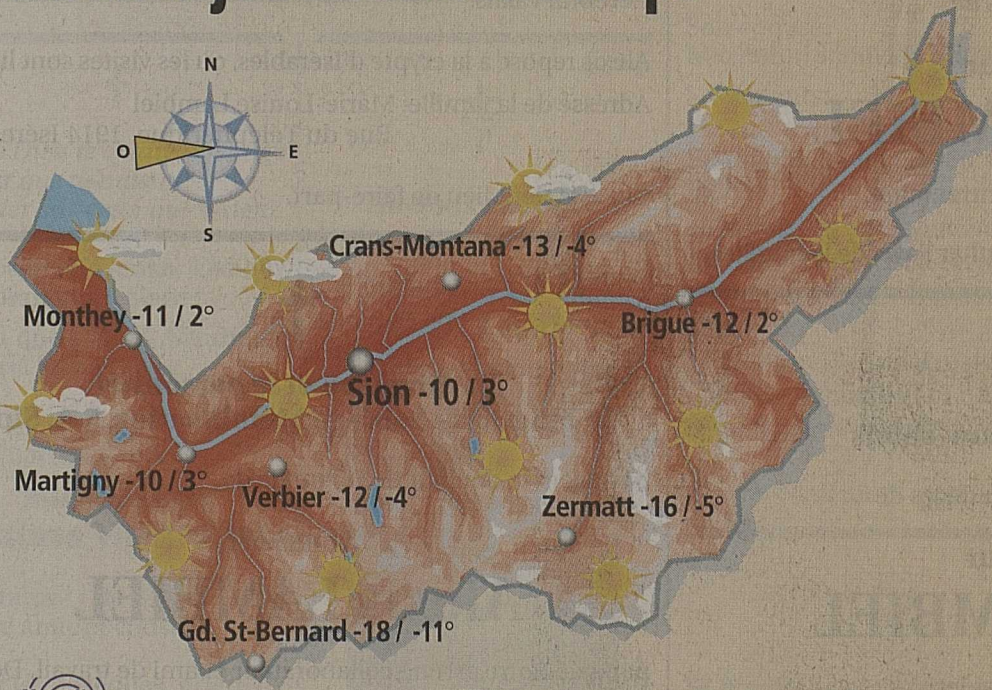 N
O
E
S
Crans-Montana -13 / -4°
Monthey -11 / 2°
Brigue -12 / 2°
Sion -10 / 3°
Martigny -10 / 3°
Verbier -12 / -4°
Zermatt -16 / -5°
Gd. St-Bernard -18 / -11°